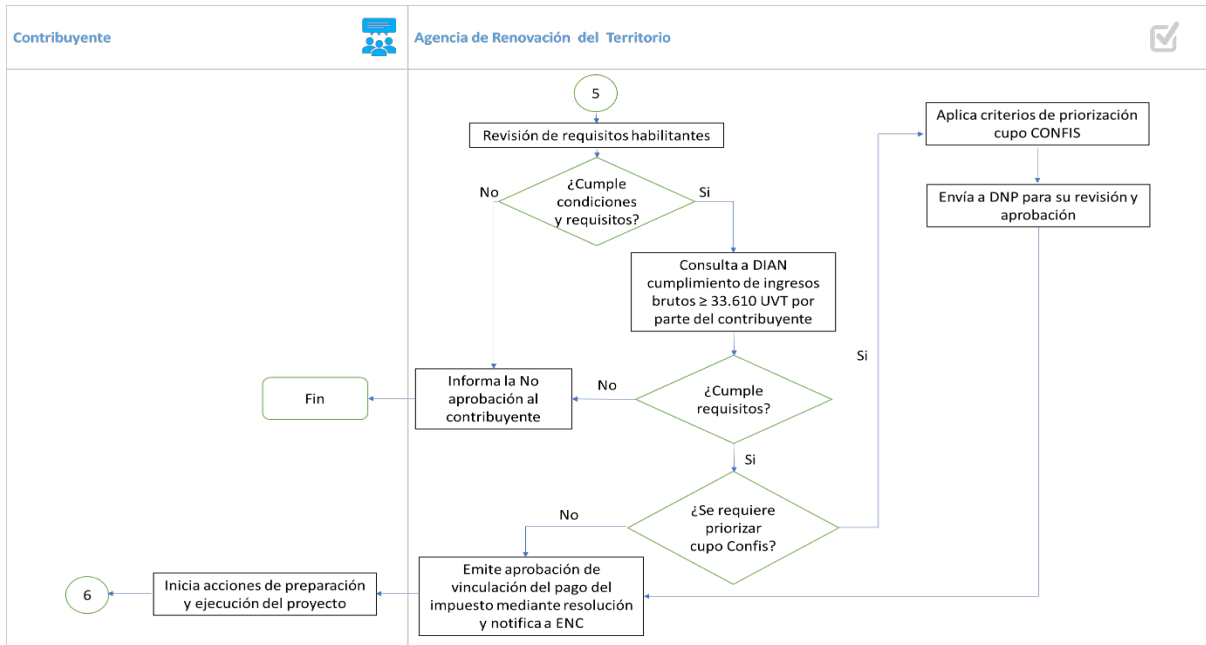 Contribuyente
Agencia de Renovación del Territorio
5
Revisión de requisitos habilitantes
¿Cumple
condiciones
y requisitos?
No
Si
Consulta a DIAN
cumplimiento de ingresos
brutos ≥ 33.610 UVT por
parte del contribuyente
¿Cumple
requisitos?
No
Informa la No
aprobación al
contribuyente
Fin
Si
¿Se requiere
priorizar
cupo Confis?
Si
Aplica criterios de priorización
cupo CONFIS
Envía a DNP para su revisión y
aprobación
No
Emite aprobación de
vinculación del pago del
impuesto mediante resolución
y notifica a ENC
Inicia acciones de preparación
y ejecución del proyecto
6